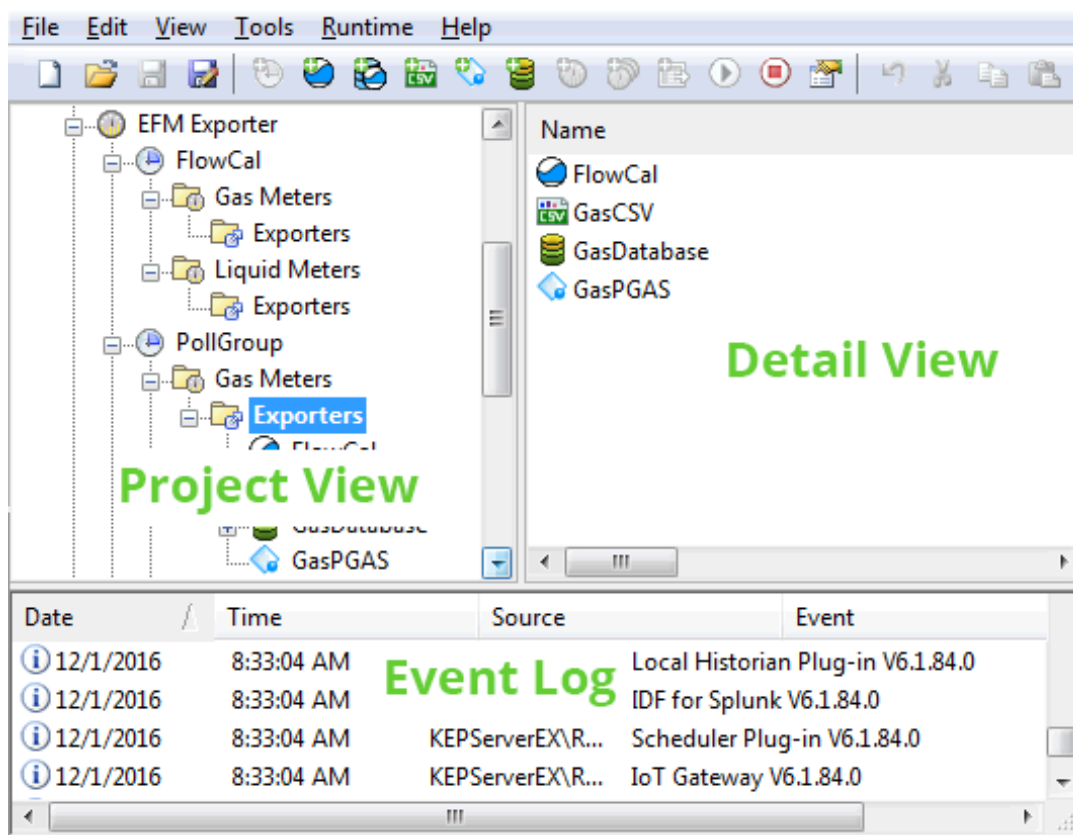 File Edit View Tools Runtime Help
EFM Exporter
FlowCal
Gas Meters
Exporters
Liquid Meters
Exporters
PollGroup
Gas Meters
Exporters
FlowCal
Project View
GasDatabase
GasPGAS
Name
FlowCal
GasCSV
GasDatabase
GasPGAS
Detail View
Date Time Source Event
12/1/2016 8:33:04 AM Local Historian Plug-in V6.1.84.0
Event Log
12/1/2016 8:33:04 AM IDF for Splunk V6.1.84.0
12/1/2016 8:33:04 AM KEPServerEX\R... Scheduler Plug-in V6.1.84.0
12/1/2016 8:33:04 AM KEPServerEX\R... IoT Gateway V6.1.84.0